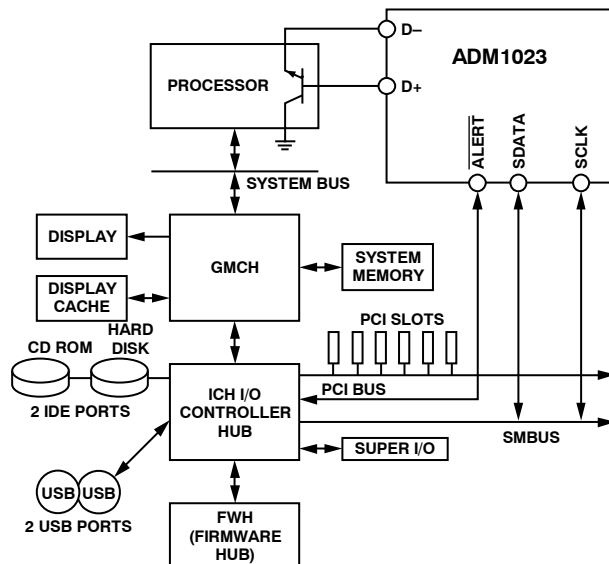 D–
ADM1023
PROCESSOR
D+
ALERT
SDATA
SCLK
SYSTEM BUS
DISPLAY
GMCH
SYSTEM
MEMORY
DISPLAY
CACHE
PCI SLOTS
HARD
DISK
CD ROM
2 IDE PORTS
ICH I/O
CONTROLLER
HUB
PCI BUS
SMBUS
SUPER I/O
USB
USB
2 USB PORTS
FWH
(FIRMWARE
HUB)